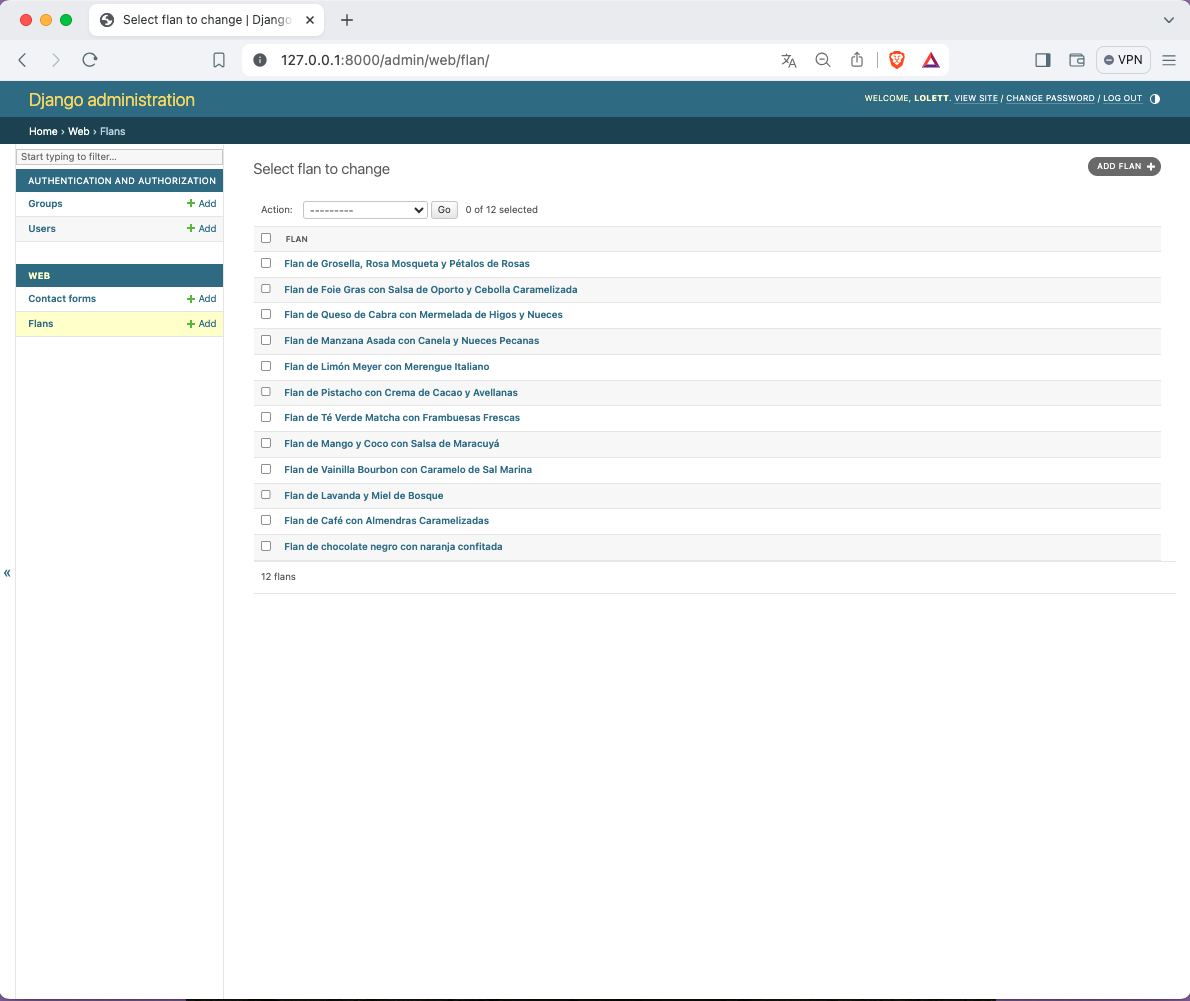 Select flan to change | Django
127.0.0.1:8000/admin/web/flan/
VPN
Django administration
WELCOME, LOLETT. VIEW SITE / CHANGE PASSWORD / LOG OUT
Home › Web › Flans
Start typing to filter...
AUTHENTICATION AND AUTHORIZATION
Groups
+ Add
Users
+ Add
WEB
Contact forms
+ Add
Flans
+ Add
«
Select flan to change
ADD FLAN +
Action: --------- Go 0 of 12 selected
FLAN
Flan de Grosella, Rosa Mosqueta y Pétalos de Rosas
Flan de Foie Gras con Salsa de Oporto y Cebolla Caramelizada
Flan de Queso de Cabra con Mermelada de Higos y Nueces
Flan de Manzana Asada con Canela y Nueces Pecanas
Flan de Limón Meyer con Merengue Italiano
Flan de Pistacho con Crema de Cacao y Avellanas
Flan de Té Verde Matcha con Frambuesas Frescas
Flan de Mango y Coco con Salsa de Maracuyá
Flan de Vainilla Bourbon con Caramelo de Sal Marina
Flan de Lavanda y Miel de Bosque
Flan de Café con Almendras Caramelizadas
Flan de chocolate negro con naranja confitada
12 flans